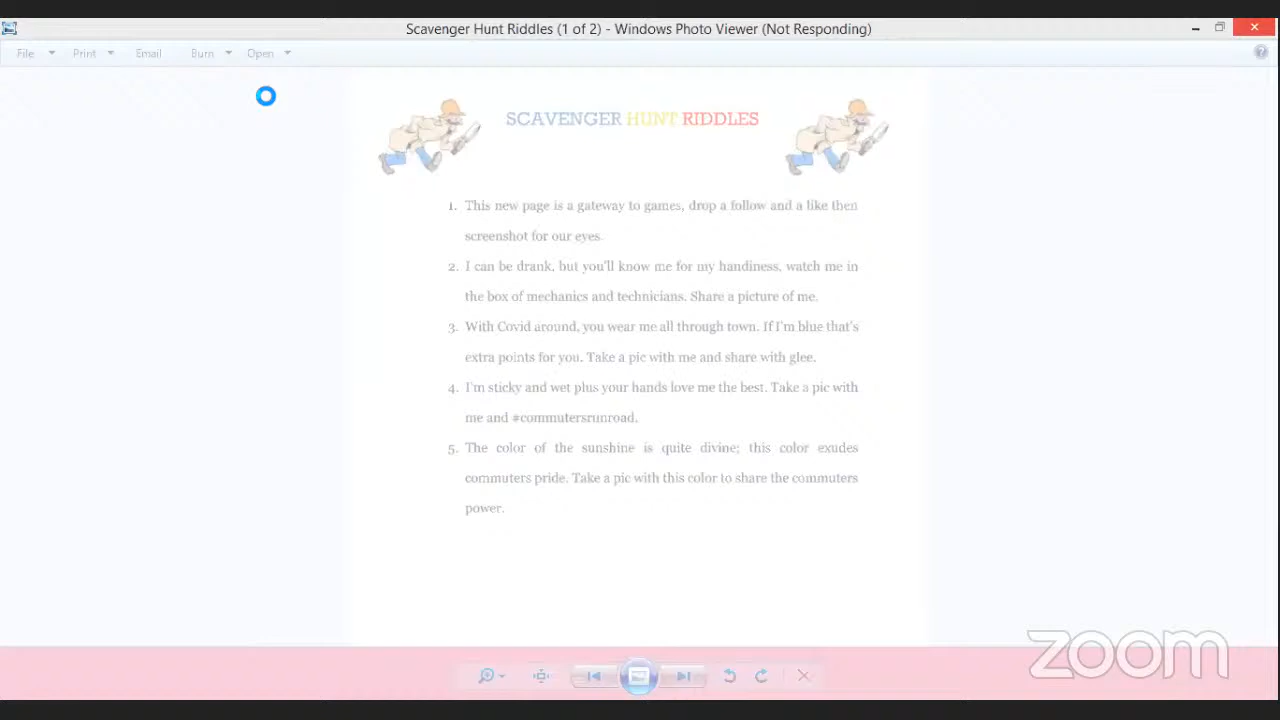 Scavenger Hunt Riddles (1 of 2) - Windows Photo Viewer (Not Responding)
File Print Email Burn Open
SCAVENGER HUNT RIDDLES
1. This new page is a gateway to games, drop a follow and a like then
screenshot for our eyes.
2. I can be drank, but you'll know me for my handiness, watch me in
the box of mechanics and technicians. Share a picture of me.
3. With Covid around, you wear me all through town. If I'm blue that's
extra points for you. Take a pic with me and share with glee.
4. I'm sticky and wet plus your hands love me the best. Take a pic with
me and #commutersrunroad.
5. The color of the sunshine is quite divine; this color exudes
commuters pride. Take a pic with this color to share the commuters
power.
zoom